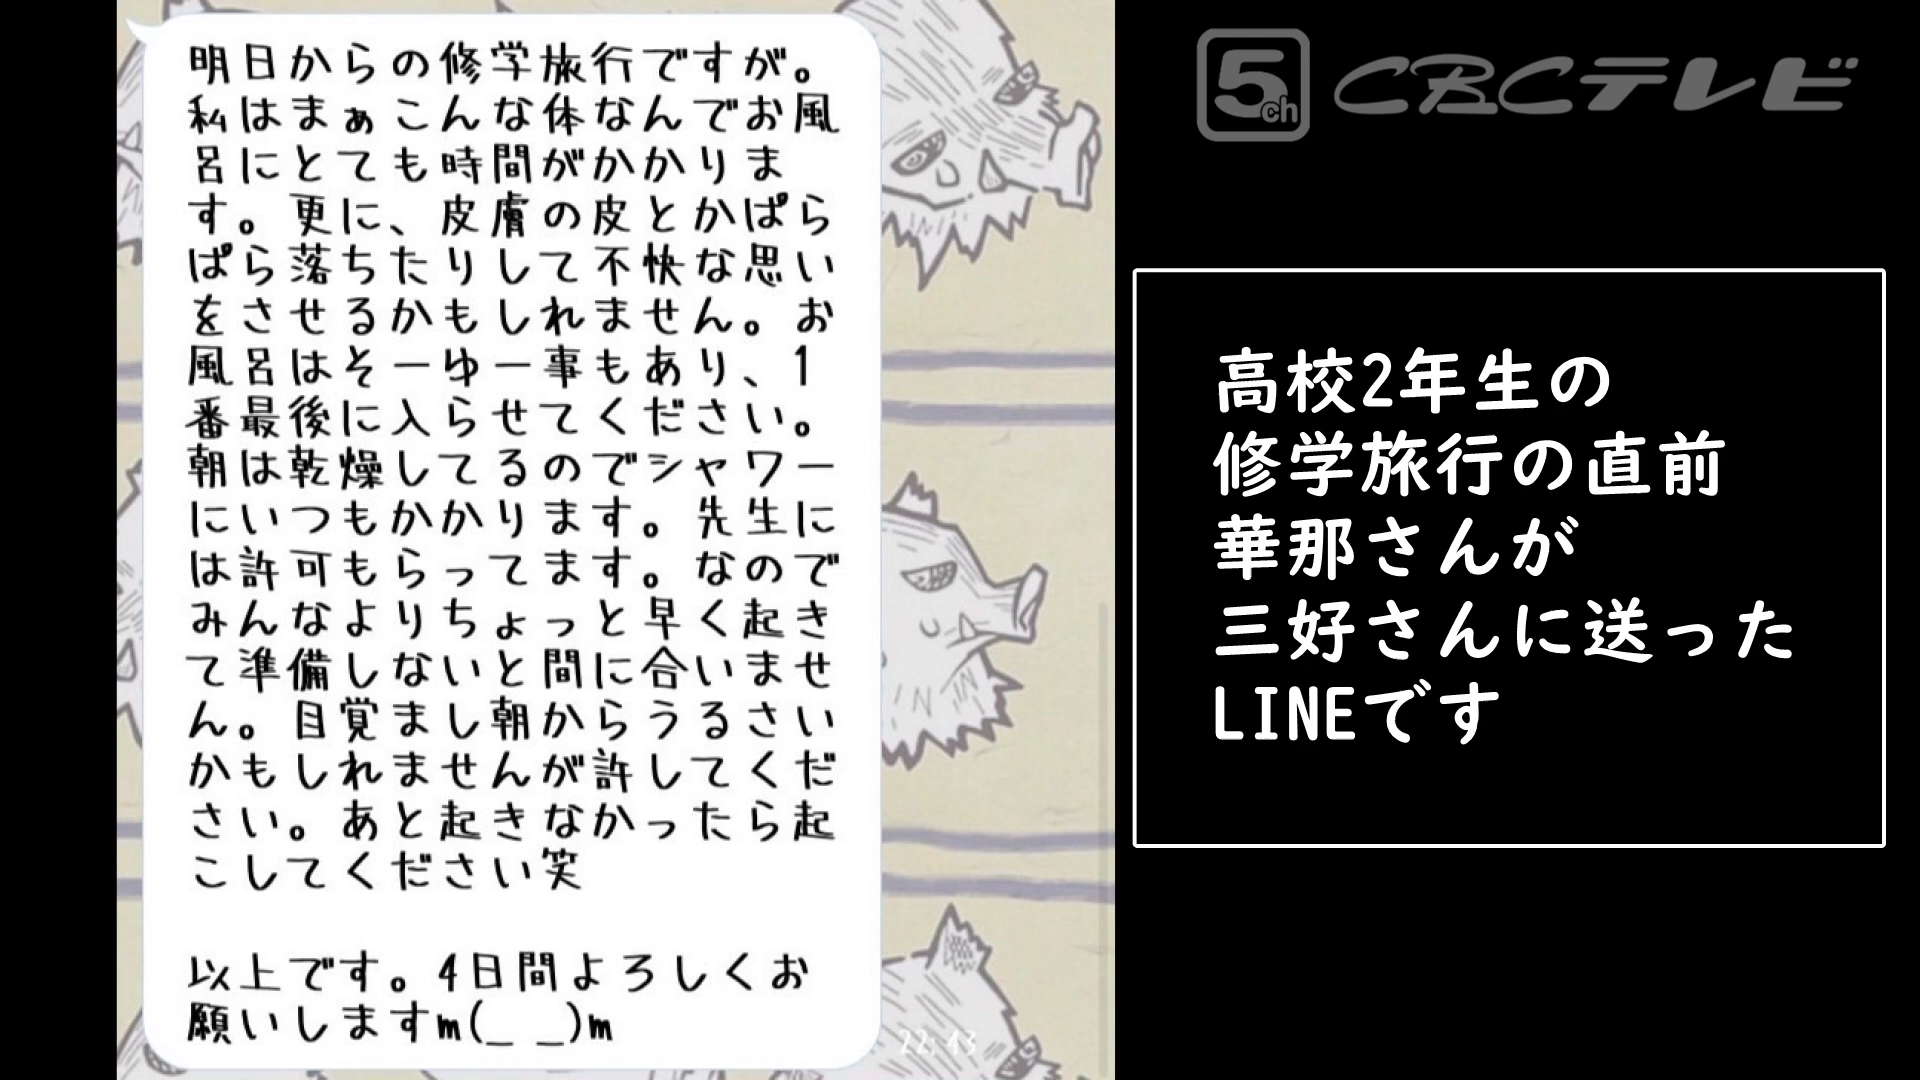 明日からの修学旅行ですが。
私はまぁこんな体なんでお風
呂にとても時間がかかりま
す。更に、皮膚の皮とかぱら
ぱら落ちたりして不快な思い
をさせるかもしれません。お
風呂はそーゆー事もあり、1
番最後に入らせてください。
朝は乾燥してるのでシャワー
にいつもかかります。先生に
は許可もらってます。なので
みんなよりちょっと早く起き
て準備しないと間に合いませ
ん。目覚まし朝からうるさい
かもしれませんが許してくだ
さい。あと起きなかったら起
こしてください笑
以上です。4日間よろしくお
願いしますm(_ _)m
22:43
5ch CBCテレビ
高校2年生の
修学旅行の直前
華那さんが
三好さんに送った
LINEです